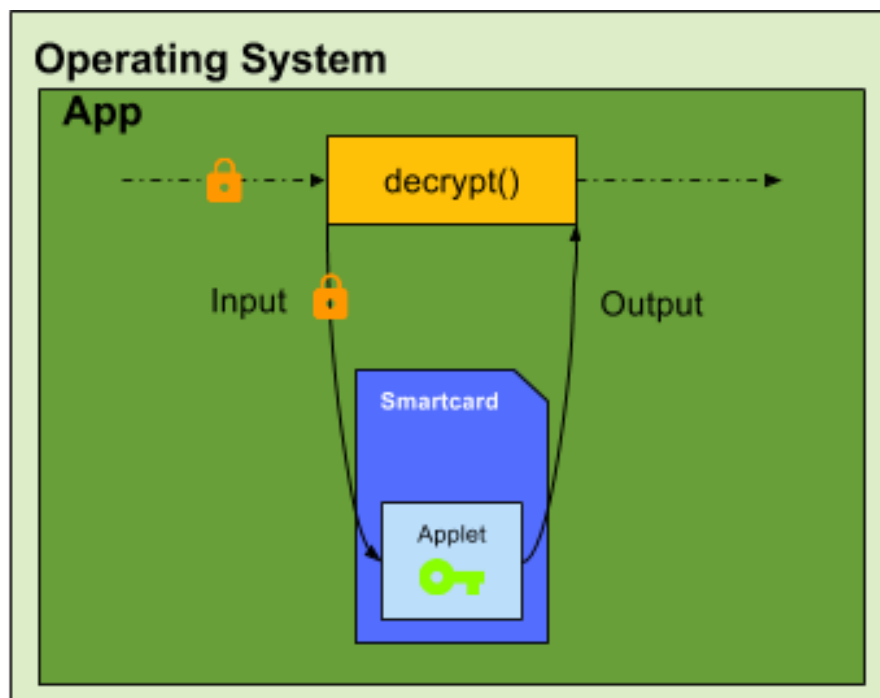 Operating System
App
decrypt()
Input
Output
Smartcard
Applet